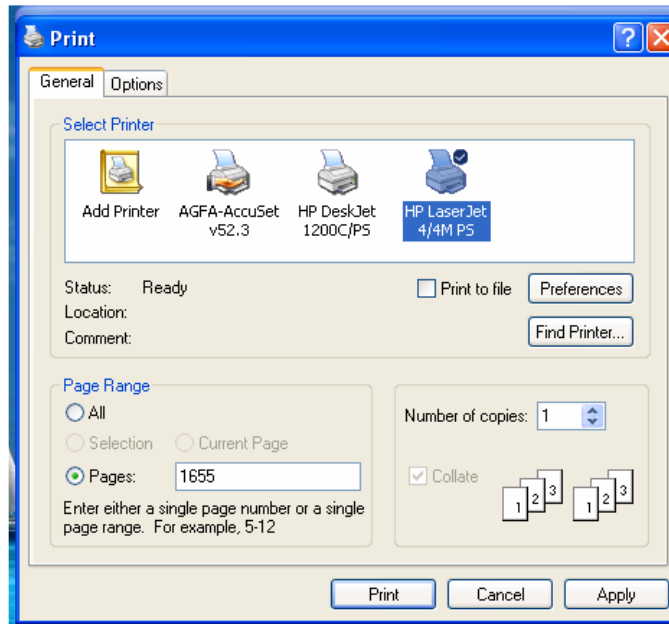 Print
General Options
Select Printer
Add Printer
AGFA-AccuSet
v52.3
HP DeskJet
1200C/PS
HP LaserJet
4/4M PS
Status: Ready
Print to file
Preferences
Location:
Comment:
Find Printer...
Page Range
All
Selection Current Page
Pages: 1655
Enter either a single page number or a single
page range. For example, 5-12
Number of copies: 1
Collate
1 2 3 1 2 3
Print Cancel Apply